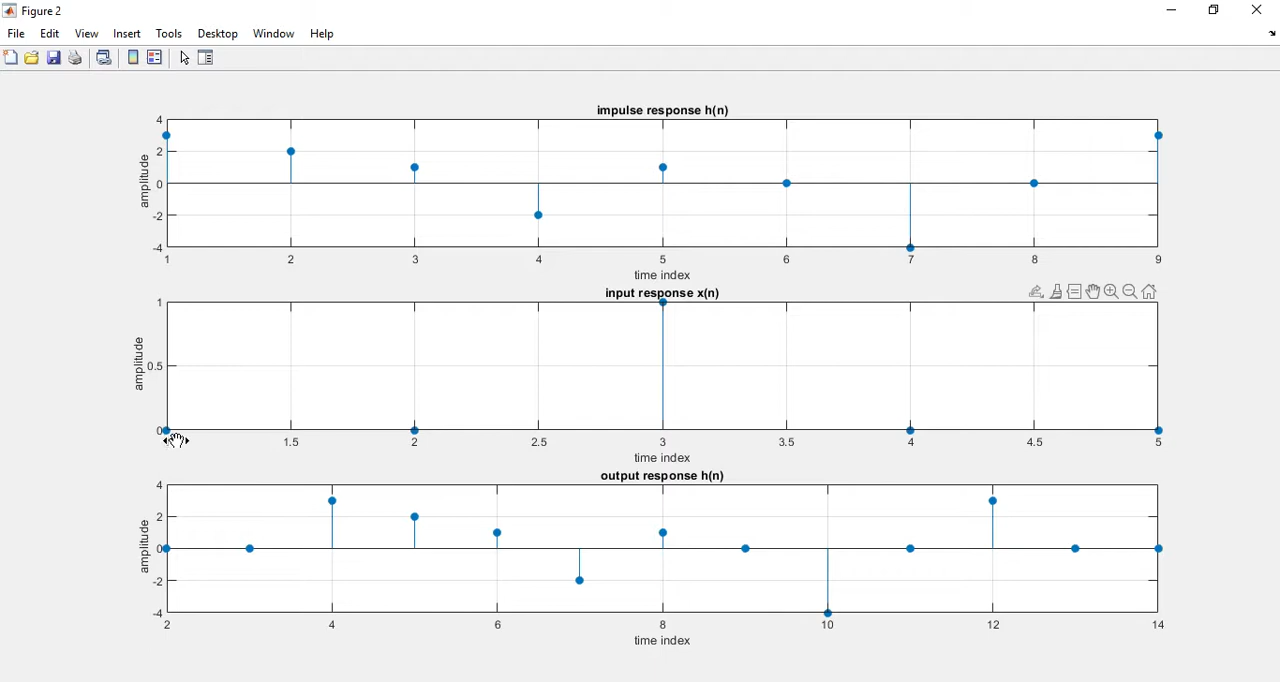 Figure 2
File Edit View Insert Tools Desktop Window Help
impulse response h(n)
4
2
0
-2
-4
amplitude
1 2 3 4 5 6 7 8 9
time index
input response x(n)
1
0.5
0
amplitude
1.5 2 2.5 3 3.5 4 4.5 5
time index
output response h(n)
4
2
0
-2
-4
amplitude
2 4 6 8 10 12 14
time index